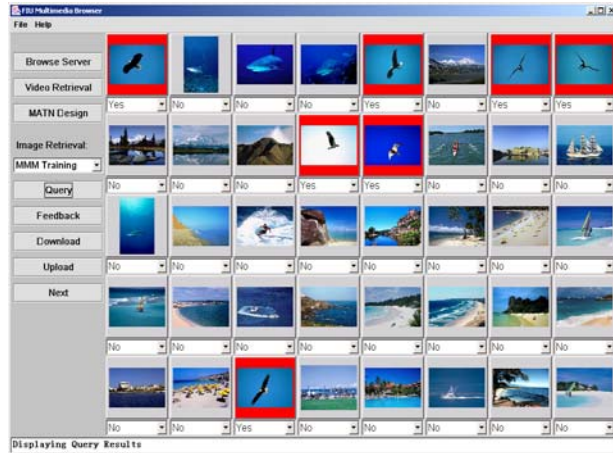 FIU Multimedia Browser
File Help
Browse Server
Video Retrieval
MATN Design
Image Retrieval:
MMM Training
Query
Feedback
Download
Upload
Next
Yes No No No Yes No Yes Yes
No No No Yes Yes No No No
No No No No No No No No
No No No No No No No No
No No Yes No No No No No
Displaying Query Results